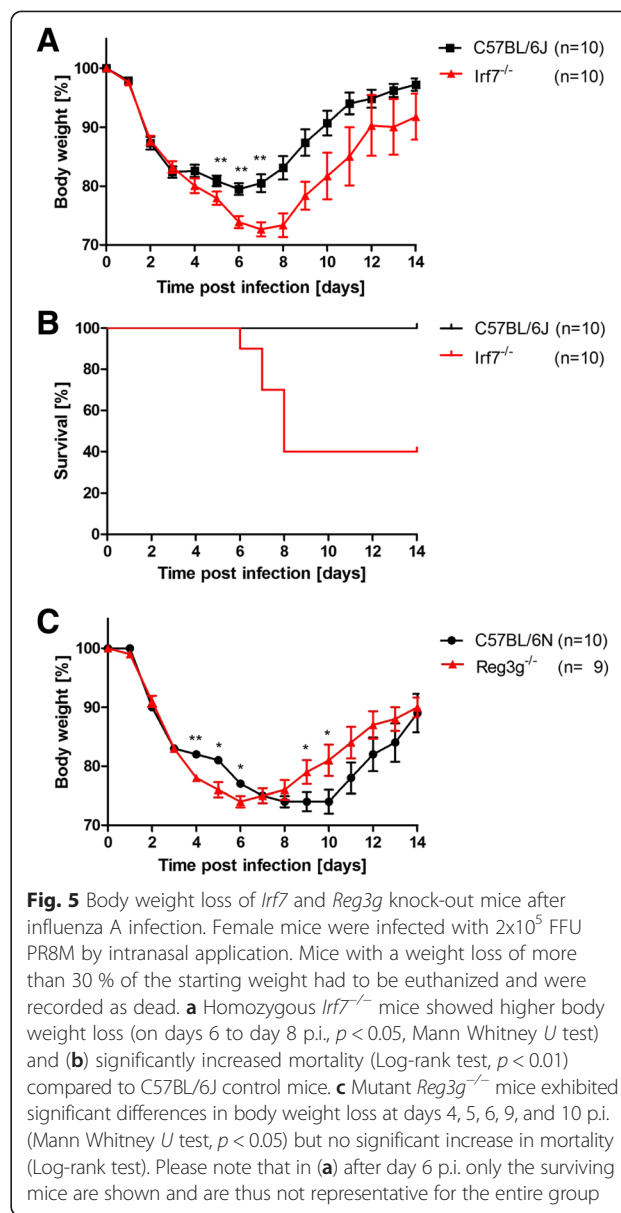 A
C57BL/6J (n=10)
Irf7-/- (n=10)
Body weight [%]
100
90
80
70
** ** **
0 2 4 6 8 10 12 14
Time post infection [days]
B
C57BL/6J (n=10)
Irf7-/- (n=10)
Survival [%]
100
80
60
40
20
0
0 2 4 6 8 10 12 14
Time post infection [days]
C
C57BL/6N (n=10)
Reg3g-/- (n= 9)
Body weight [%]
100
90
80
70
** * * * *
0 2 4 6 8 10 12 14
Time post infection [days]
Fig. 5 Body weight loss of Irf7 and Reg3g knock-out mice after
influenza A infection. Female mice were infected with 2x10⁵ FFU
PR8M by intranasal application. Mice with a weight loss of more
than 30 % of the starting weight had to be euthanized and were
recorded as dead. a Homozygous Irf7−/− mice showed higher body
weight loss (on days 6 to day 8 p.i., p < 0.05, Mann Whitney U test)
and (b) significantly increased mortality (Log-rank test, p < 0.01)
compared to C57BL/6J control mice. c Mutant Reg3g−/− mice exhibited
significant differences in body weight loss at days 4, 5, 6, 9, and 10 p.i.
(Mann Whitney U test, p < 0.05) but no significant increase in mortality
(Log-rank test). Please note that in (a) after day 6 p.i. only the surviving
mice are shown and are thus not representative for the entire group